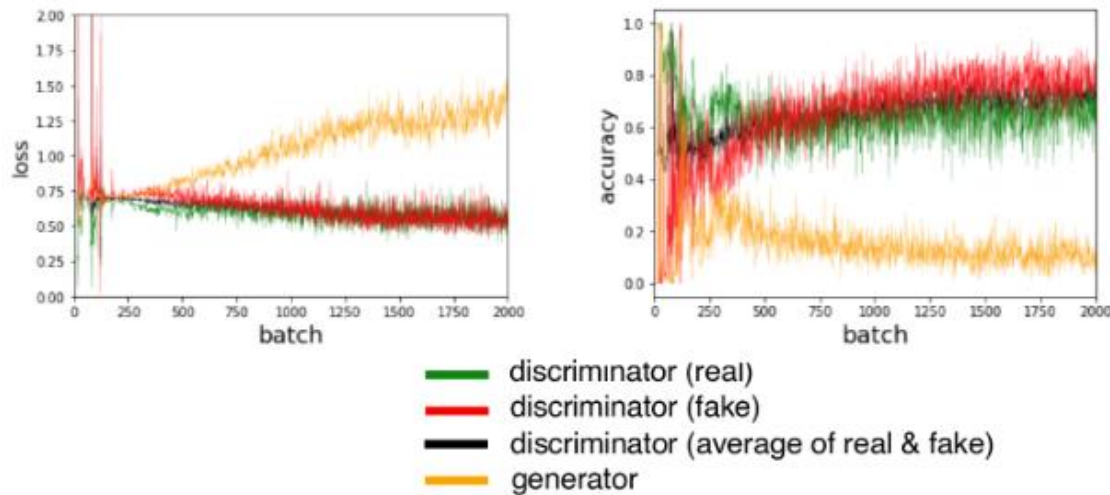 2.00
1.75
1.50
1.25
1.00
0.75
0.50
0.25
0.00
loss
0 250 500 750 1000 1250 1500 1750 2000
batch
1.0
0.8
0.6
0.4
0.2
0.0
accuracy
0 250 500 750 1000 1250 1500 1750 2000
batch
discriminator (real)
discriminator (fake)
discriminator (average of real & fake)
generator